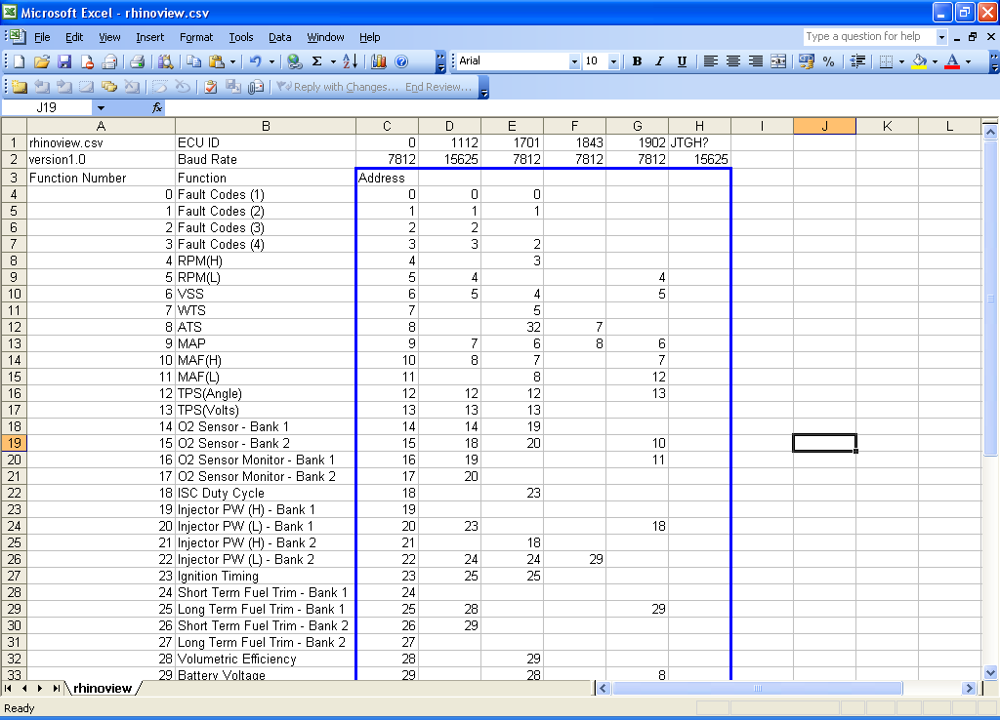 Microsoft Excel - rhinoview.csv
File Edit View Insert Format Tools Data Window Help Type a question for help
Arial 10 B I U
Reply with Changes... End Review...
J19 fx
A B C D E F G H I J K L
1 rhinoview.csv ECU ID 0 1112 1701 1843 1902 JTGH?
2 version1.0 Baud Rate 7812 15625 7812 7812 7812 15625
3 Function Number Function Address
4 0 Fault Codes (1) 0 0 0
5 1 Fault Codes (2) 1 1 1
6 2 Fault Codes (3) 2 2
7 3 Fault Codes (4) 3 3 2
8 4 RPM(H) 4 3
9 5 RPM(L) 5 4 4
10 6 VSS 6 5 4 5
11 7 WTS 7 5
12 8 ATS 8 32 7
13 9 MAP 9 7 6 8 6
14 10 MAF(H) 10 8 7 7
15 11 MAF(L) 11 8 12
16 12 TPS(Angle) 12 12 12 13
17 13 TPS(Volts) 13 13 13
18 14 O2 Sensor - Bank 1 14 14 19
19 15 O2 Sensor - Bank 2 15 18 20 10
20 16 O2 Sensor Monitor - Bank 1 16 19 11
21 17 O2 Sensor Monitor - Bank 2 17 20
22 18 ISC Duty Cycle 18 23
23 19 Injector PW (H) - Bank 1 19
24 20 Injector PW (L) - Bank 1 20 23 18
25 21 Injector PW (H) - Bank 2 21 18
26 22 Injector PW (L) - Bank 2 22 24 24 29
27 23 Ignition Timing 23 25 25
28 24 Short Term Fuel Trim - Bank 1 24
29 25 Long Term Fuel Trim - Bank 1 25 28 29
30 26 Short Term Fuel Trim - Bank 2 26 29
31 27 Long Term Fuel Trim - Bank 2 27
32 28 Volumetric Efficiency 28 29
33 29 Battery Voltage 29 28 8
rhinoview
Ready